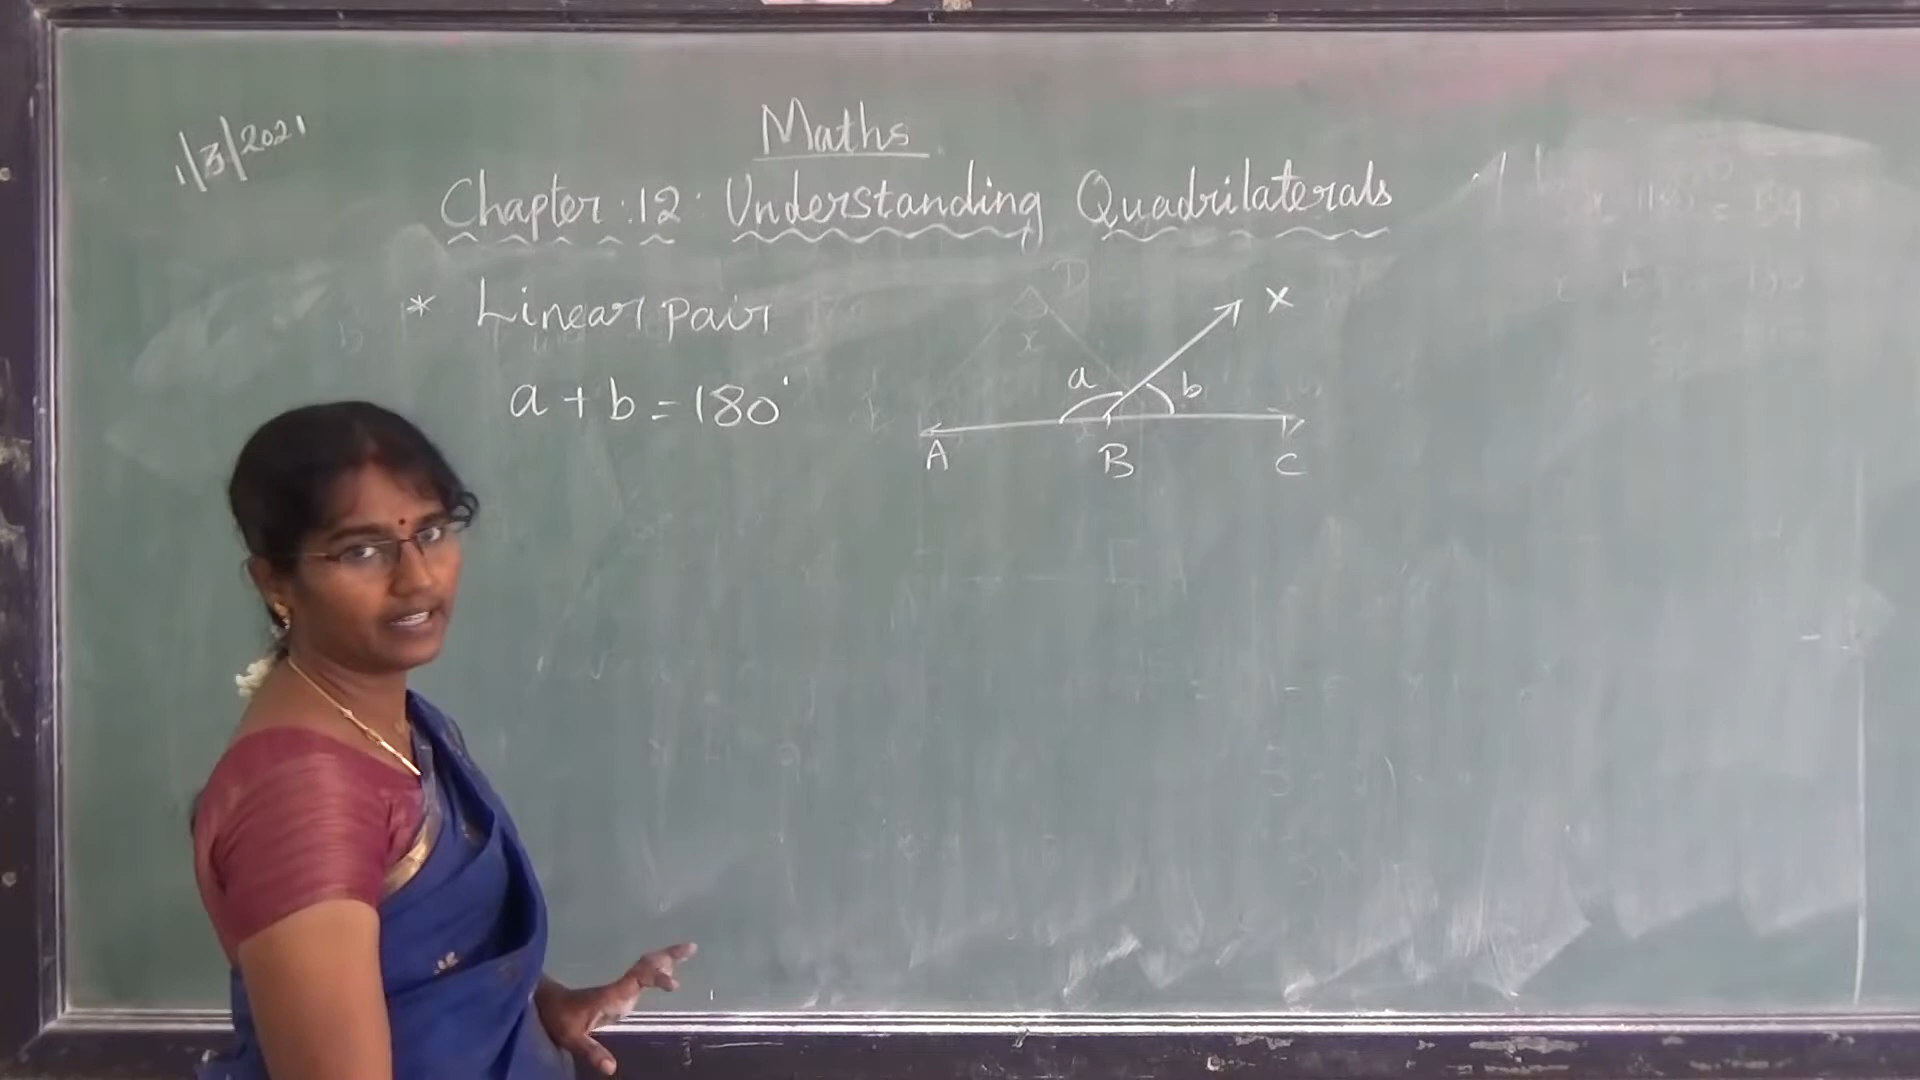 1/3/2021
Maths
Chapter:12: Understanding Quadrilaterals
* Linear pair
a + b = 180°
X
a b
A B C